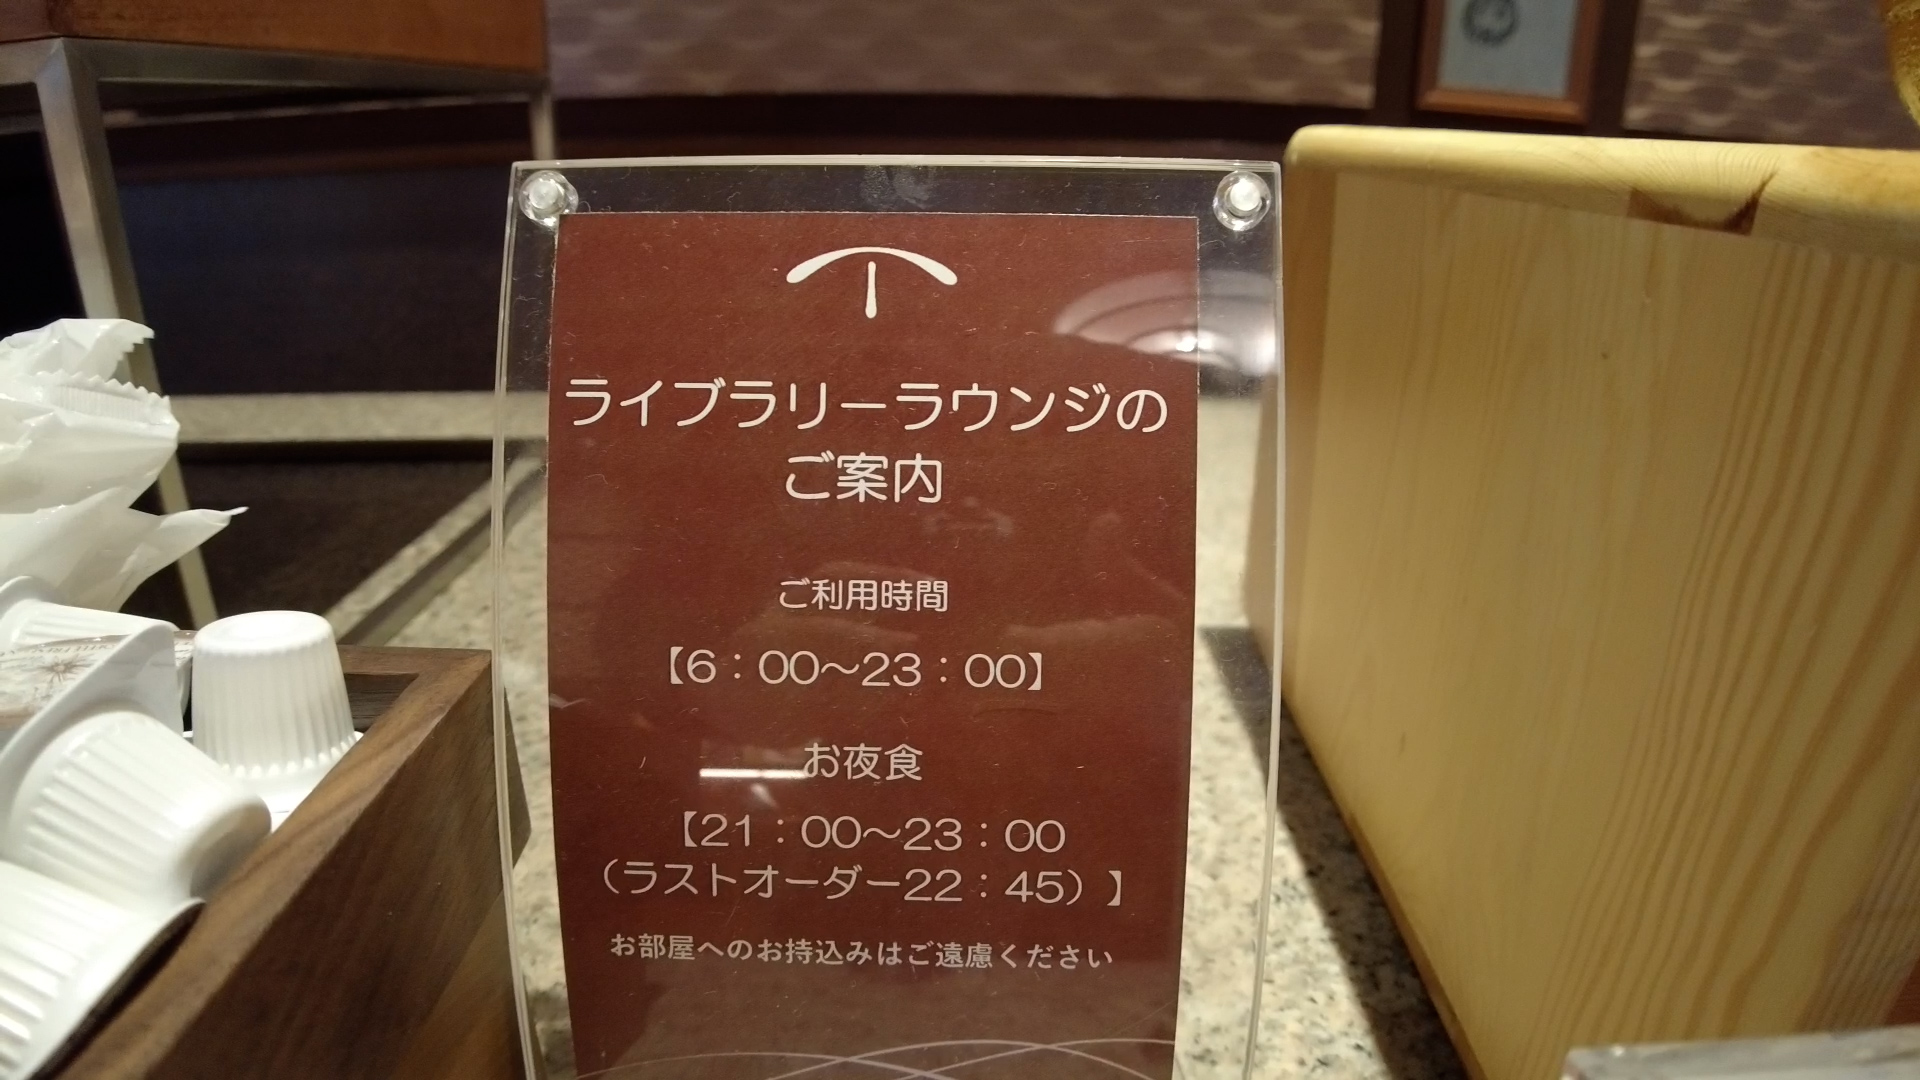 ライブラリーラウンジの
ご案内
ご利用時間
【6：00～23：00】
お夜食
【21：00～23：00
（ラストオーダー22：45）】
お部屋へのお持込みはご遠慮ください